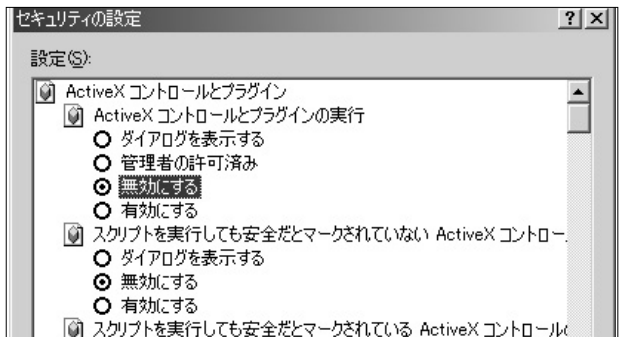 セキュリティの設定
設定(S):
ActiveX コントロールとプラグイン
ActiveX コントロールとプラグインの実行
ダイアログを表示する
管理者の許可済み
無効にする
有効にする
スクリプトを実行しても安全だとマークされていない ActiveX コントロー
ダイアログを表示する
無効にする
有効にする
スクリプトを実行しても安全だとマークされている ActiveX コントロール